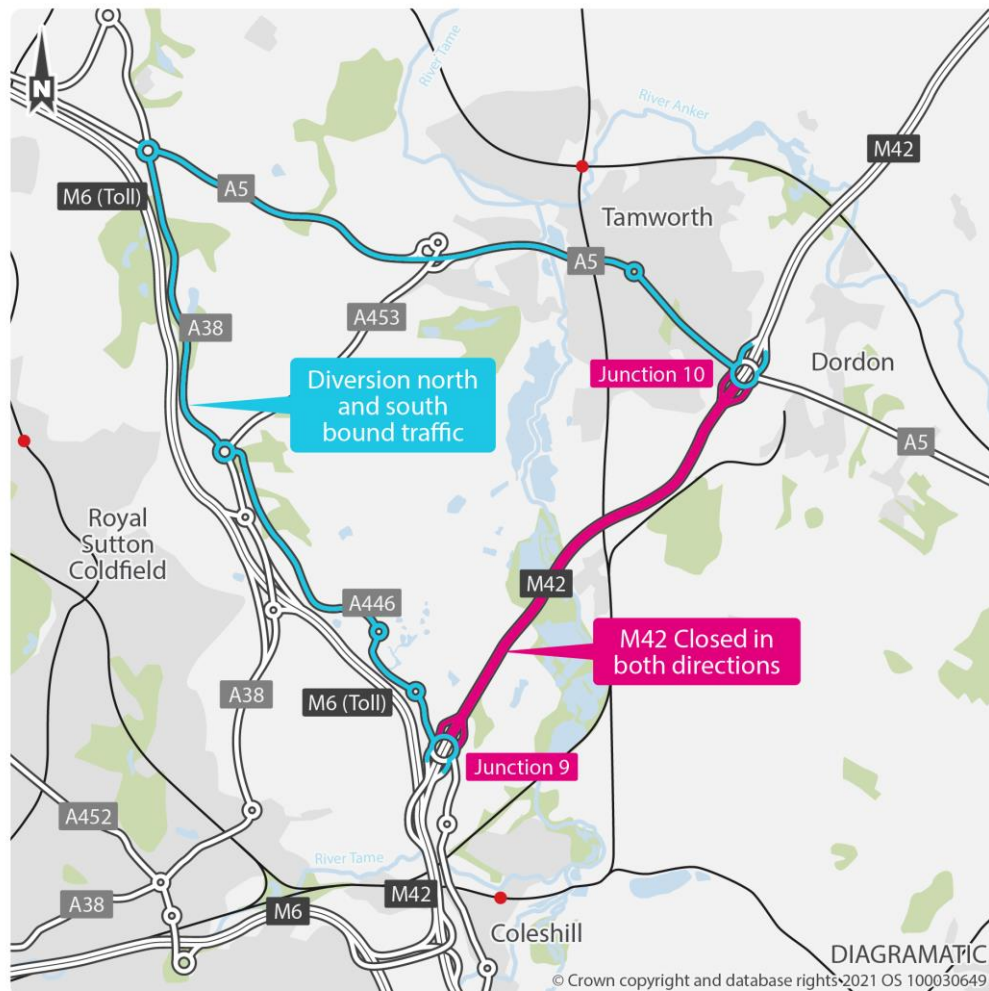 N
River Tame
River Anker
M42
M6 (Toll)
A5
Tamworth
A5
A38
A453
Junction 10
Dordon
Diversion north
and south
bound traffic
A5
Royal
Sutton
Coldfield
M42
A446
M42 Closed in
both directions
A38
M6 (Toll)
Junction 9
A452
River Tame
M42
A38
M6
Coleshill
DIAGRAMATIC
© Crown copyright and database rights 2021 OS 100030649